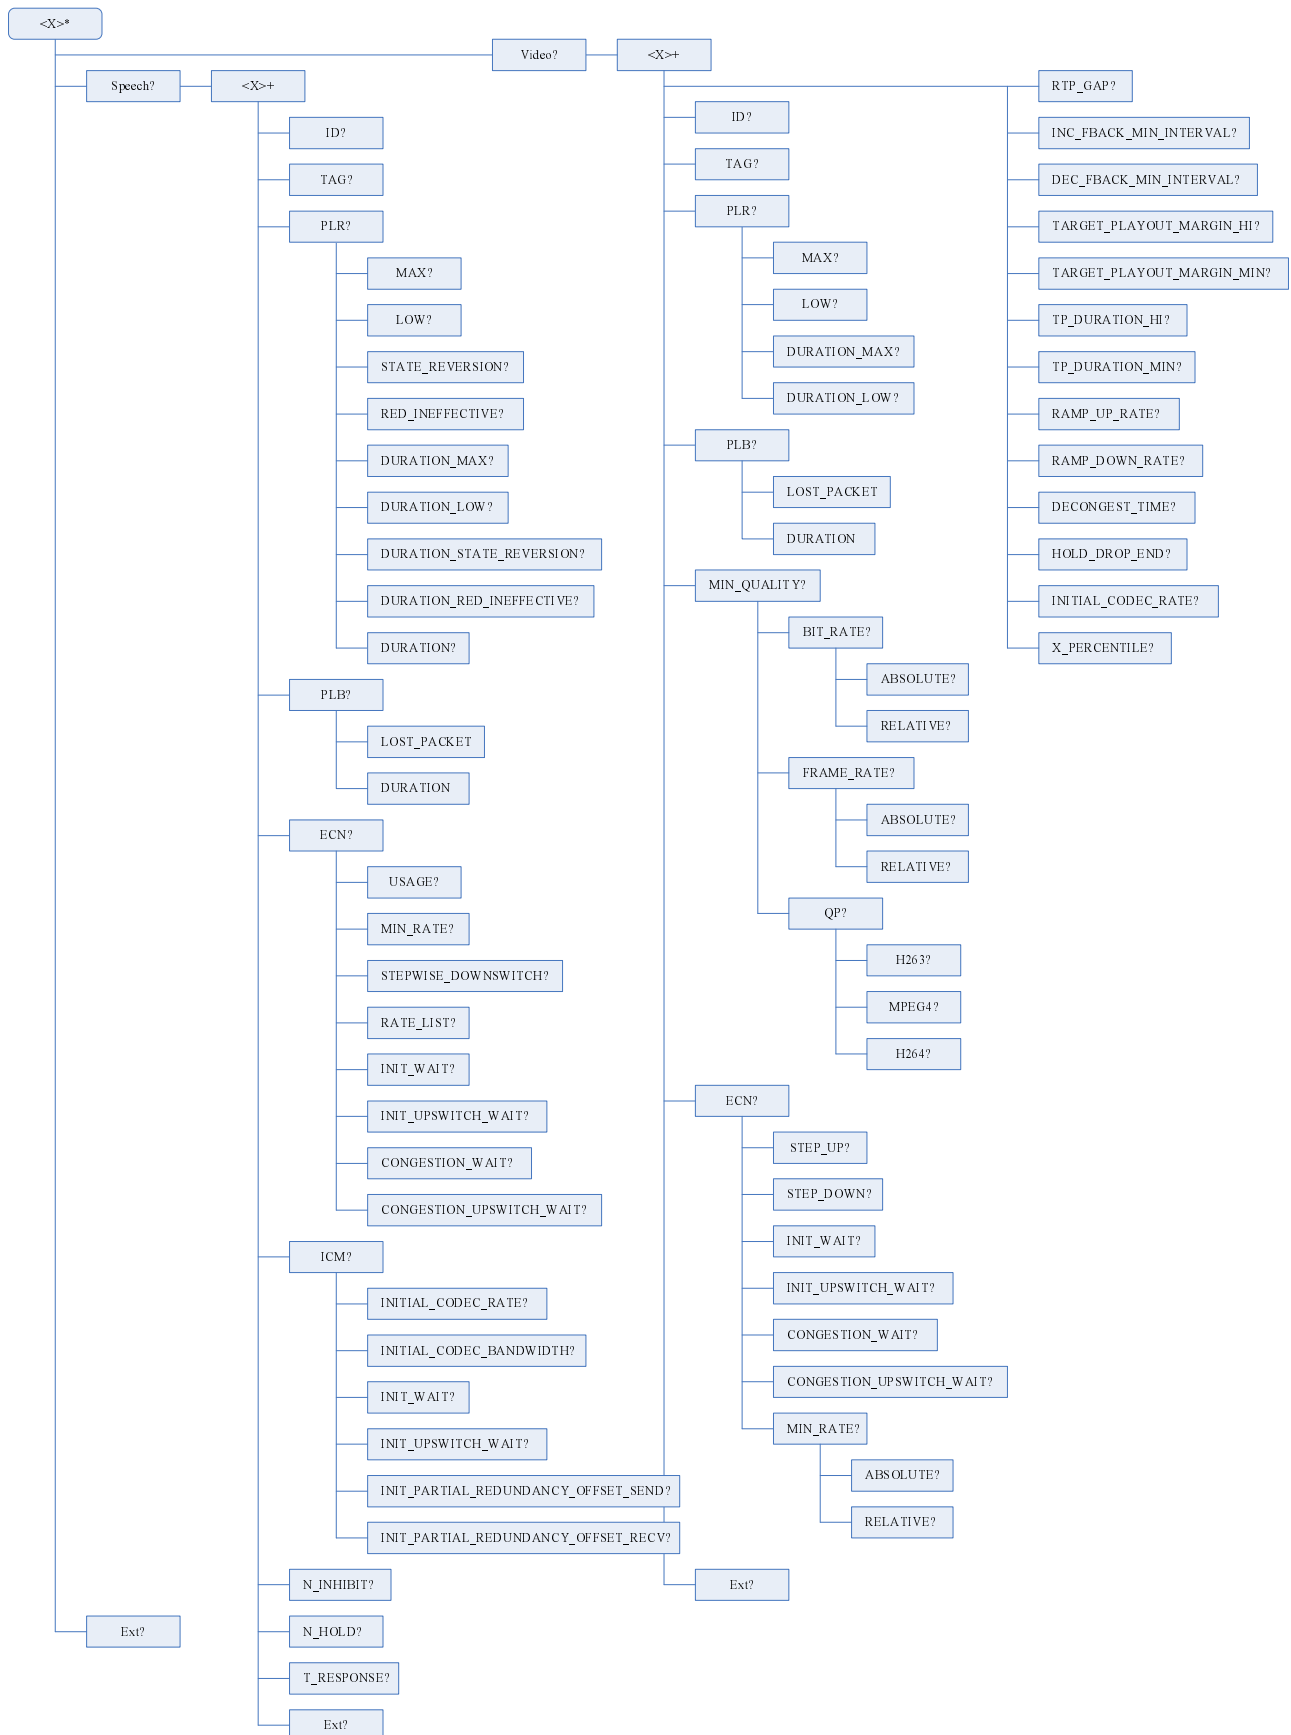 <X>*
Video?
<X>+
Speech?
<X>+
ID?
TAG?
PLR?
MAX?
LOW?
STATE_REVERSION?
RED_INEFFECTIVE?
DURATION_MAX?
DURATION_LOW?
DURATION_STATE_REVERSION?
DURATION_RED_INEFFECTIVE?
DURATION?
PLB?
LOST_PACKET
DURATION
ECN?
USAGE?
MIN_RATE?
STEPWISE_DOWNSWITCH?
RATE_LIST?
INIT_WAIT?
INIT_UPSWITCH_WAIT?
CONGESTION_WAIT?
CONGESTION_UPSWITCH_WAIT?
ICM?
INITIAL_CODEC_RATE?
INITIAL_CODEC_BANDWIDTH?
INIT_WAIT?
INIT_UPSWITCH_WAIT?
INIT_PARTIAL_REDUNDANCY_OFFSET_SEND?
INIT_PARTIAL_REDUNDANCY_OFFSET_RECV?
N_INHIBIT?
N_HOLD?
T_RESPONSE?
Ext?
Ext?
ID?
TAG?
PLR?
MAX?
LOW?
DURATION_MAX?
DURATION_LOW?
PLB?
LOST_PACKET
DURATION
MIN_QUALITY?
BIT_RATE?
ABSOLUTE?
RELATIVE?
FRAME_RATE?
ABSOLUTE?
RELATIVE?
QP?
H263?
MPEG4?
H264?
ECN?
STEP_UP?
STEP_DOWN?
INIT_WAIT?
INIT_UPSWITCH_WAIT?
CONGESTION_WAIT?
CONGESTION_UPSWITCH_WAIT?
MIN_RATE?
ABSOLUTE?
RELATIVE?
Ext?
RTP_GAP?
INC_FBACK_MIN_INTERVAL?
DEC_FBACK_MIN_INTERVAL?
TARGET_PLAYOUT_MARGIN_HI?
TARGET_PLAYOUT_MARGIN_MIN?
TP_DURATION_HI?
TP_DURATION_MIN?
RAMP_UP_RATE?
RAMP_DOWN_RATE?
DECONGEST_TIME?
HOLD_DROP_END?
INITIAL_CODEC_RATE?
X_PERCENTILE?